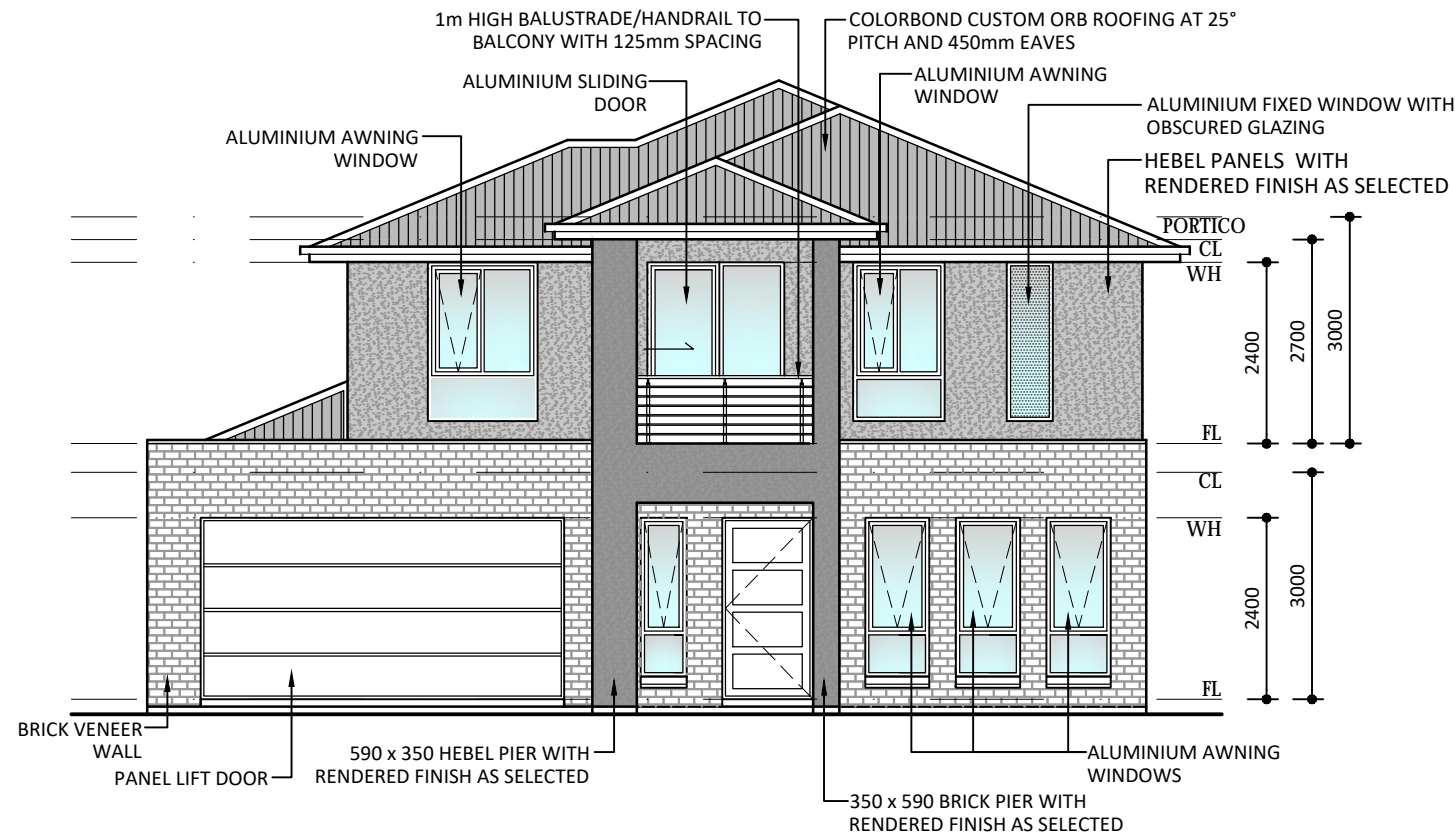 1m HIGH BALUSTRADE/HANDRAIL TO
BALCONY WITH 125mm SPACING
COLORBOND CUSTOM ORB ROOFING AT 25°
PITCH AND 450mm EAVES
ALUMINIUM SLIDING
DOOR
ALUMINIUM AWNING
WINDOW
ALUMINIUM AWNING
WINDOW
ALUMINIUM FIXED WINDOW WITH
OBSCURED GLAZING
HEBEL PANELS WITH
RENDERED FINISH AS SELECTED
PORTICO
CL
WH
2400
2700
3000
FL
CL
WH
2400
3000
FL
BRICK VENEER
WALL
PANEL LIFT DOOR
590 x 350 HEBEL PIER WITH
RENDERED FINISH AS SELECTED
ALUMINIUM AWNING
WINDOWS
350 x 590 BRICK PIER WITH
RENDERED FINISH AS SELECTED